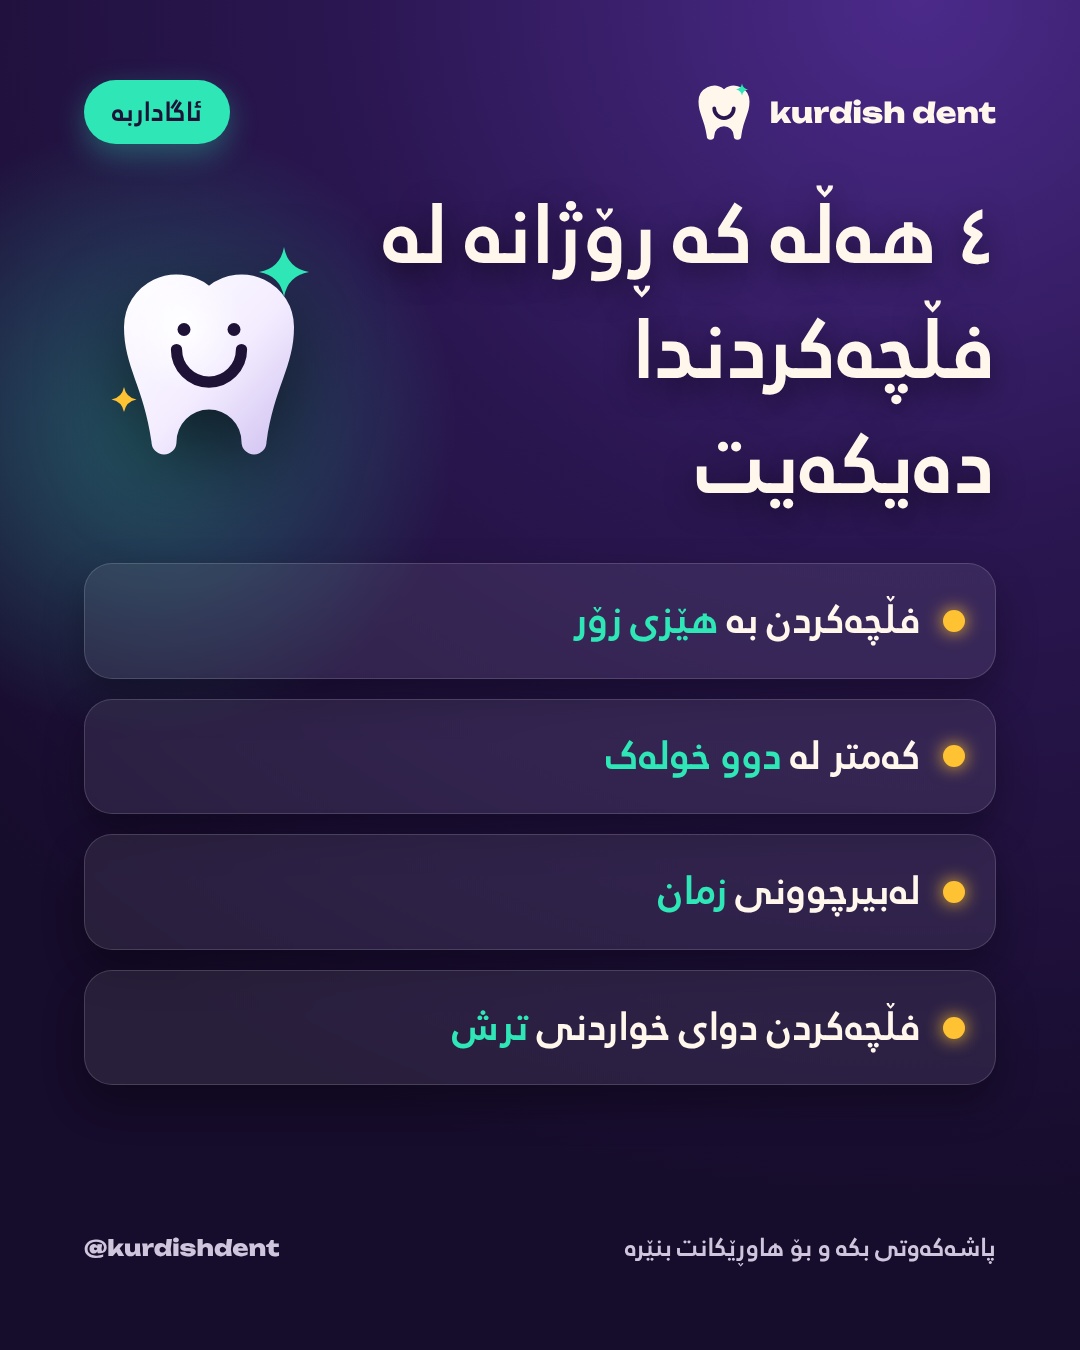 kurdish dent
ئاگاداربە
٤ هەڵە کە ڕۆژانە لە
فڵچەکردنداً
دەیکەیت
فڵچەکردن بە هێزی زۆر
کەمتر لە دوو خولەک
لەبیرچوونی زمان
فڵچەکردن دوای خواردنی ترش
پاشەکەوتی بکە و بۆ هاوڕێکانت بنێرە
@kurdishdent